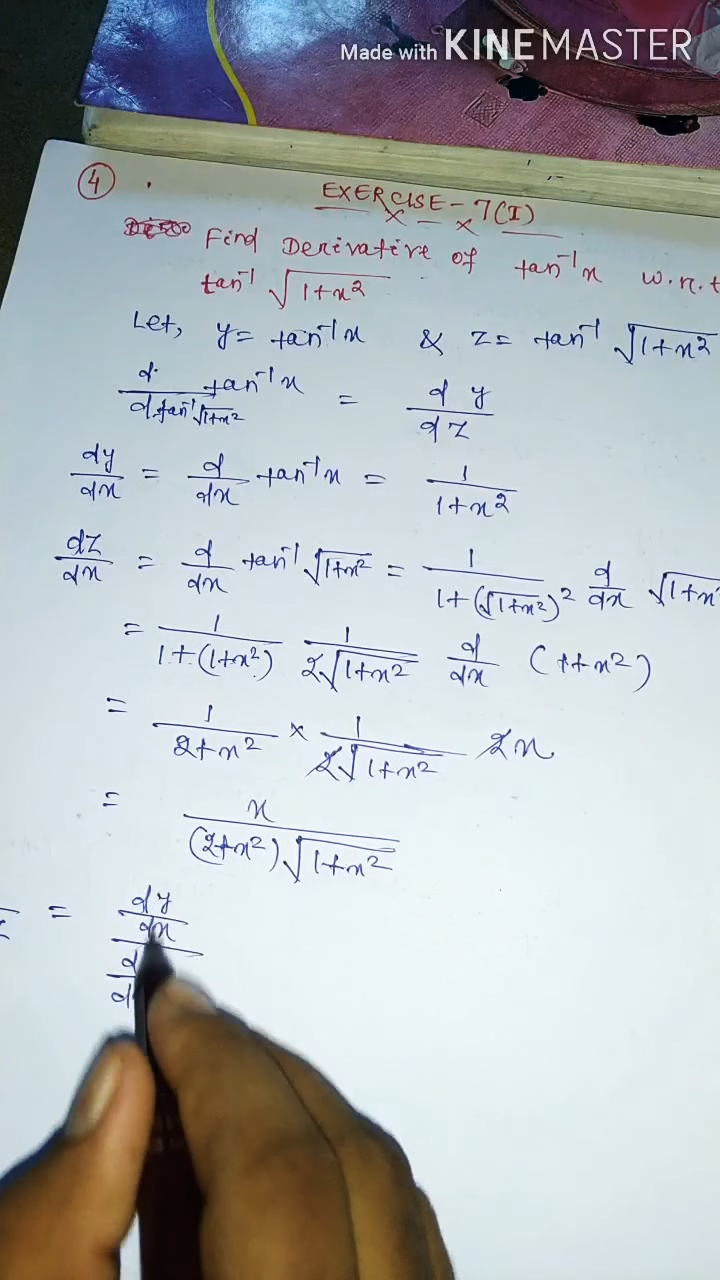 Made with KINEMASTER
④ .
EXERCISE - 7(I)
Find Derivative of tan⁻¹x w.r.t
tan⁻¹ √(1+x²)
Let, y = tan⁻¹x & z = tan⁻¹ √(1+x²)
d/(d tan⁻¹√(1+x²)) tan⁻¹x = dy/dz
dy/dx = d/dx tan⁻¹x = 1/(1+x²)
dz/dx = d/dx tan⁻¹ √(1+x²) = 1/(1+(√(1+x²))²) d/dx √(1+x²
= 1/(1+(1+x²)) 1/(2√(1+x²)) d/dx (1+x²)
= 1/(2+x²) × 1/(2√(1+x²)) 2x
= x/((2+x²)√(1+x²))
= (dy/dx)/(d/d